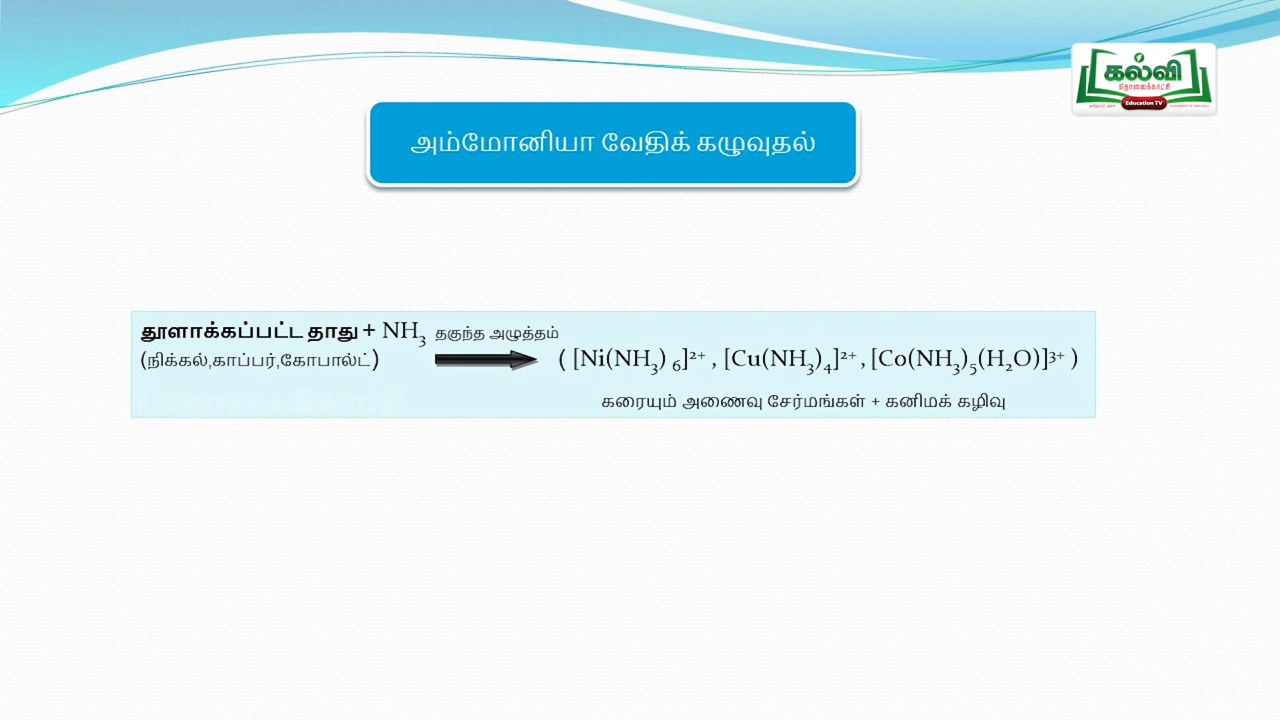 கல்வி
தொலைக்காட்சி
Education TV
அம்மோனியா வேதிக் கழுவுதல்
தூளாக்கப்பட்ட தாது + NH₃ தகுந்த அழுத்தம்
(நிக்கல்,காப்பர்,கோபால்ட்)
( [Ni(NH₃) ₆]²⁺ , [Cu(NH₃)₄]²⁺ , [Co(NH₃)₅(H₂O)]³⁺ )
கரையும் அணைவு சேர்மங்கள் + கனிமக் கழிவு